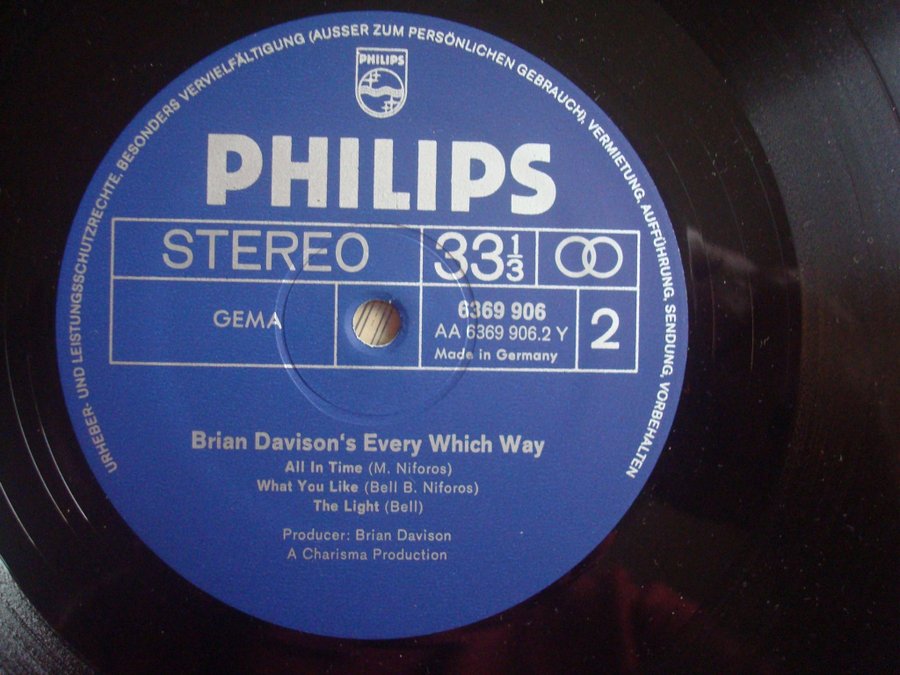 URHEBER- UND LEISTUNGSSCHUTZRECHTE, BESONDERS VERVIELFÄLTIGUNG (AUSSER ZUM PERSÖNLICHEN GEBRAUCH), VERMIETUNG, AUFFÜHRUNG, SENDUNG, VORBEHALTEN
PHILIPS
PHILIPS
STEREO
33 1/3
GEMA
6369 906
AA 6369 906.2 Y
Made in Germany
2
Brian Davison's Every Which Way
All In Time (M. Niforos)
What You Like (Bell B. Niforos)
The Light (Bell)
Producer: Brian Davison
A Charisma Production